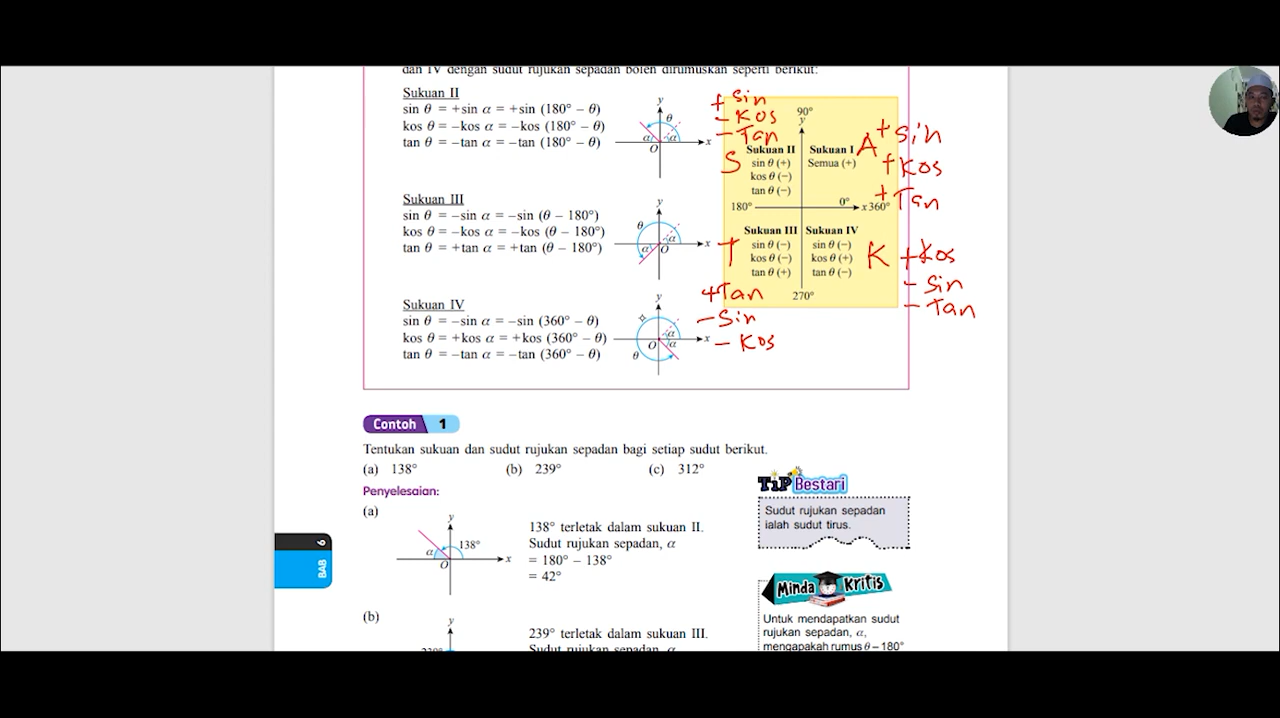 dan IV dengan sudut rujukan sepadan boleh dirumuskan seperti berikut:
Sukuan II
sin θ = +sin α = +sin (180° − θ)
kos θ = −kos α = −kos (180° − θ)
tan θ = −tan α = −tan (180° − θ)
y
θ
α
α
O
x
Sukuan III
sin θ = −sin α = −sin (θ − 180°)
kos θ = −kos α = −kos (θ − 180°)
tan θ = +tan α = +tan (θ − 180°)
y
θ
α
α
O
x
Sukuan IV
sin θ = −sin α = −sin (360° − θ)
kos θ = +kos α = +kos (360° − θ)
tan θ = −tan α = −tan (360° − θ)
y
α
O
α
x
θ
+ Sin
− Kos
− Tan
S
90°
y
Sukuan II
sin θ (+)
kos θ (−)
tan θ (−)
Sukuan I
Semua (+)
A
+ Sin
+ Kos
+ Tan
180°
0°
x 360°
T
Sukuan III
sin θ (−)
kos θ (−)
tan θ (+)
Sukuan IV
sin θ (−)
kos θ (+)
tan θ (−)
270°
K
+ Kos
− Sin
− Tan
+Tan
− Sin
− Kos
Contoh 1
Tentukan sukuan dan sudut rujukan sepadan bagi setiap sudut berikut.
(a) 138° (b) 239° (c) 312°
Penyelesaian:
(a)
y
138°
α
O
x
138° terletak dalam sukuan II.
Sudut rujukan sepadan, α
= 180° − 138°
= 42°
(b)
y
239°
239° terletak dalam sukuan III.
Sudut rujukan sepadan, α
TiP Bestari
Sudut rujukan sepadan
ialah sudut tirus.
Minda Kritis
Untuk mendapatkan sudut
rujukan sepadan, α,
mengapakah rumus θ − 180°
BAB 6